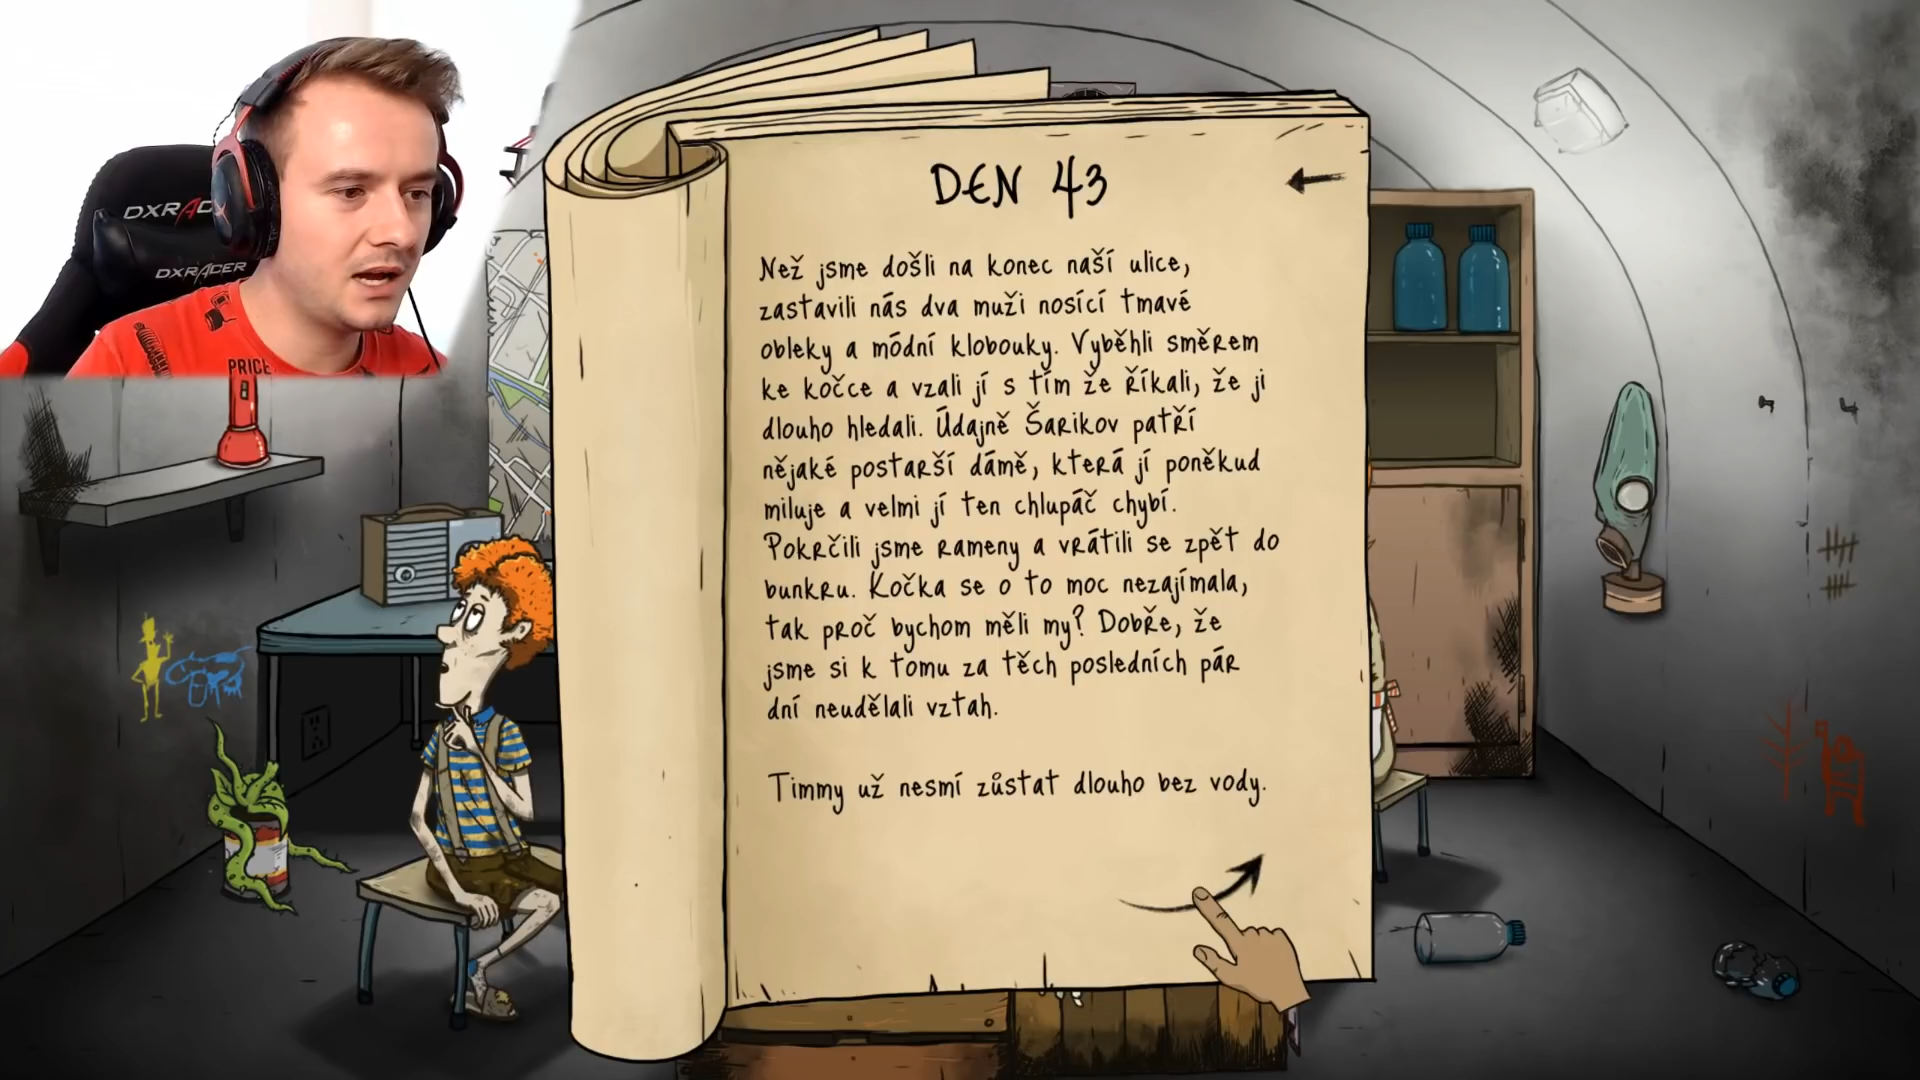 DXRACER
DXRACER
PRICE
DEN 43
Než jsme došli na konec naší ulice,
zastavili nás dva muži nosící tmavé
obleky a módní klobouky. Vyběhli směrem
ke kočce a vzali jí s tím že říkali, že ji
dlouho hledali. Údajně Šarikov patří
nějaké postarší dámě, která jí poněkud
miluje a velmi jí ten chlupáč chybí.
Pokrčili jsme rameny a vrátili se zpět do
bunkru. Kočka se o to moc nezajímala,
tak proč bychom měli my? Dobře, že
jsme si k tomu za těch posledních pár
dní neudělali vztah.
Timmy už nesmí zůstat dlouho bez vody.